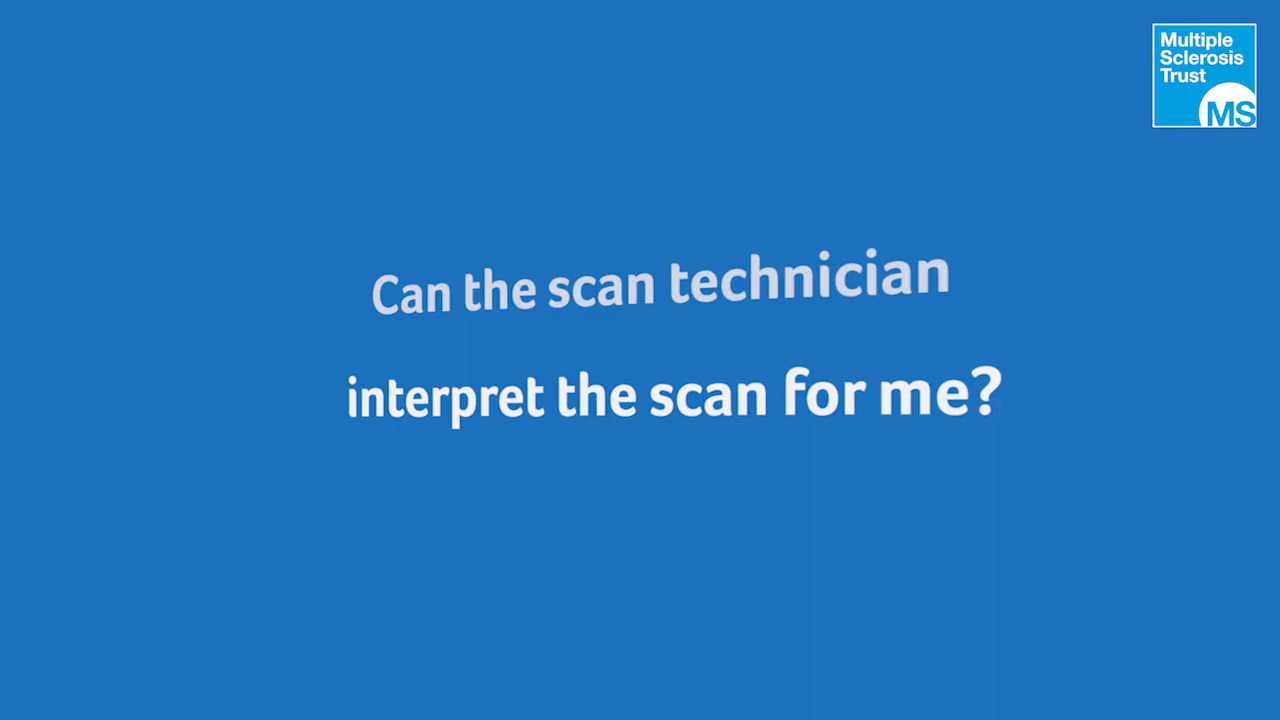 Multiple
Sclerosis
Trust
MS
Can the scan technician
interpret the scan for me?